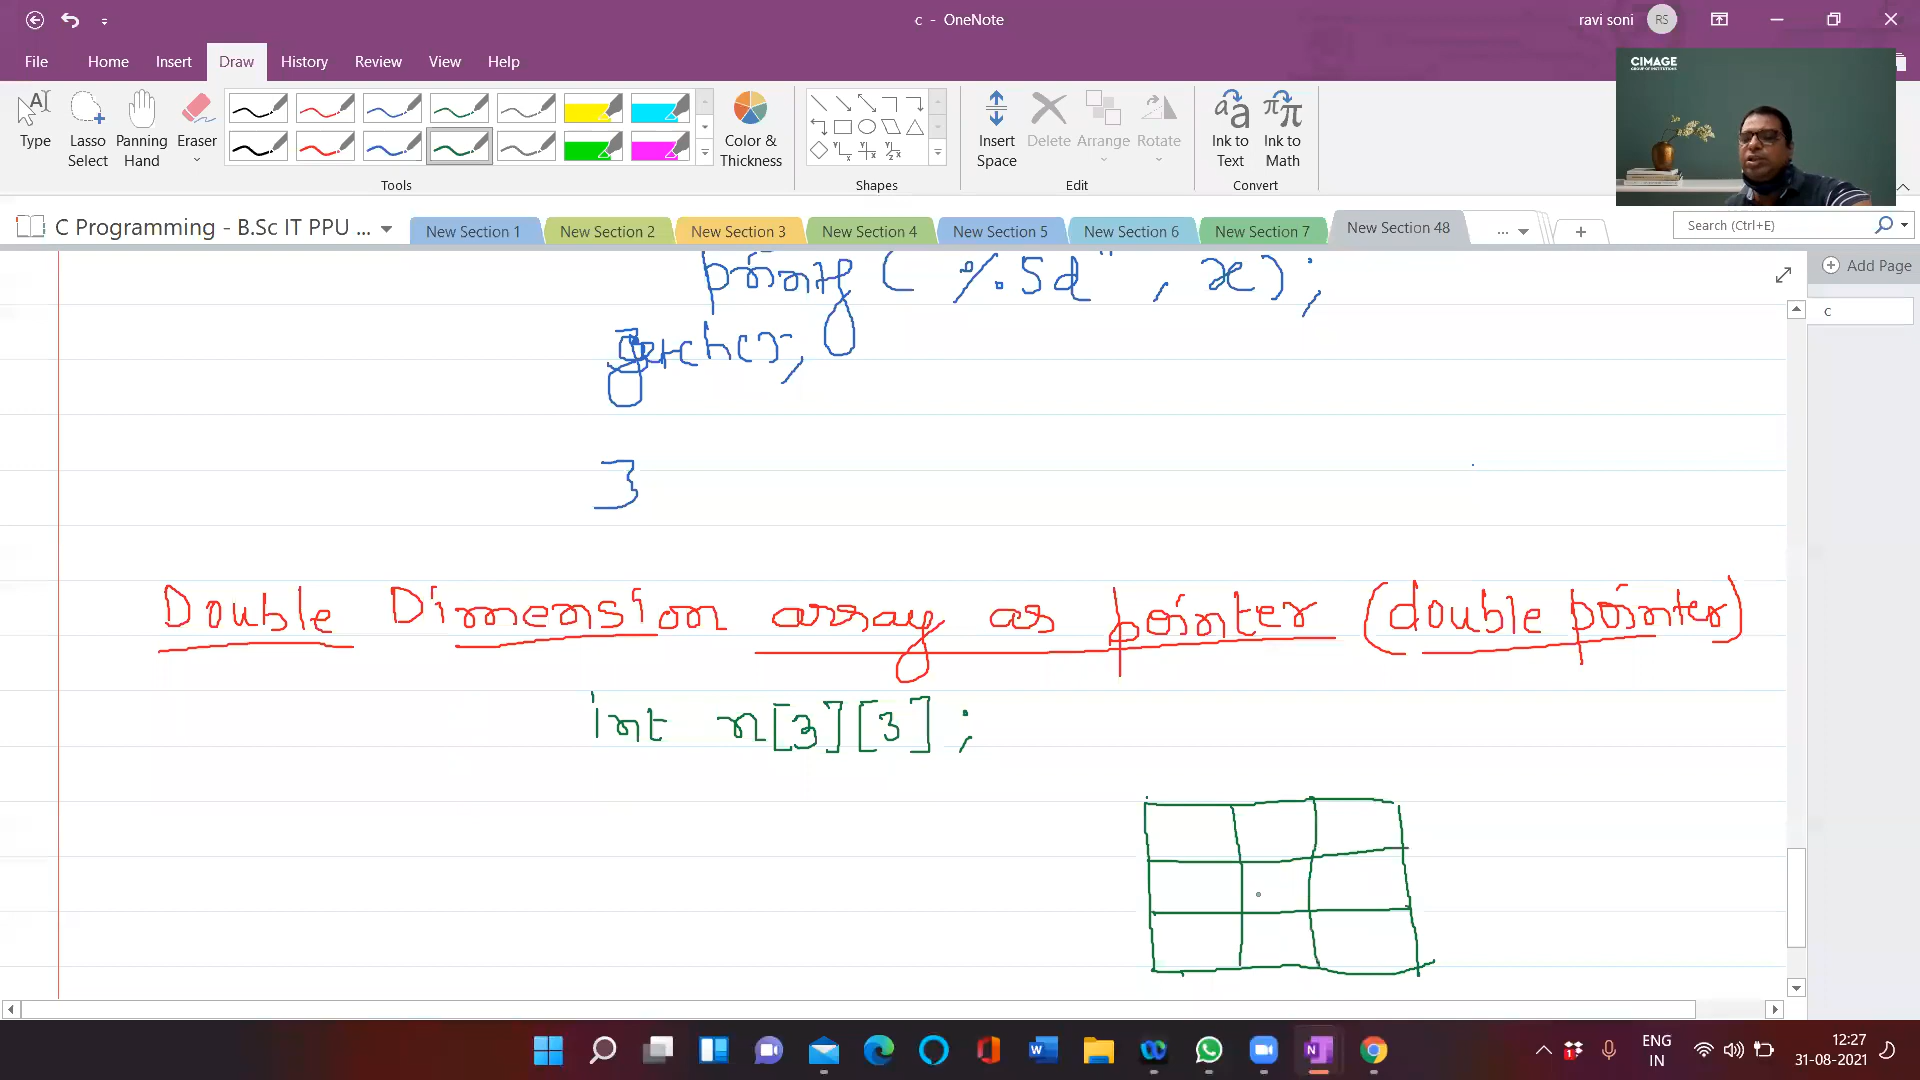 c - OneNote
ravi soni RS
File Home Insert Draw History Review View Help
CIMAGE
GROUP OF INSTITUTIONS
Type
Lasso Select
Panning Hand
Eraser
Color & Thickness
Insert Space
Delete
Arrange
Rotate
Ink to Text
Ink to Math
Tools Shapes Edit Convert
C Programming - B.Sc IT PPU ...
New Section 1 New Section 2 New Section 3 New Section 4 New Section 5 New Section 6 New Section 7 New Section 48 ...
Search (Ctrl+E)
Add Page
c
printf ( %.5d" , x);
getch();
}
Double Dimension array as pointer (double pointer)
int n[3][3] ;
ENG
IN
12:27
31-08-2021